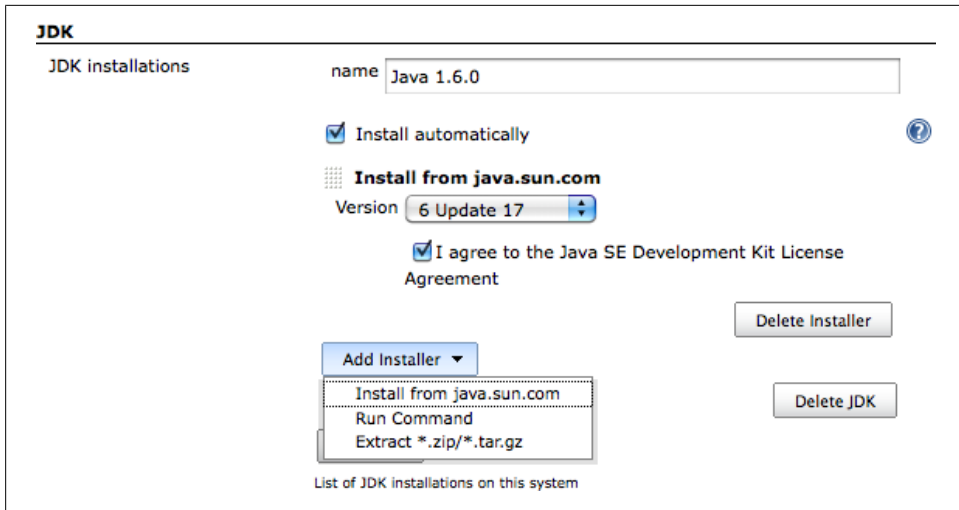 JDK
JDK installations
name Java 1.6.0
Install automatically
Install from java.sun.com
Version 6 Update 17
I agree to the Java SE Development Kit License
Agreement
Delete Installer
Add Installer
Install from java.sun.com
Run Command
Extract *.zip/*.tar.gz
Delete JDK
List of JDK installations on this system